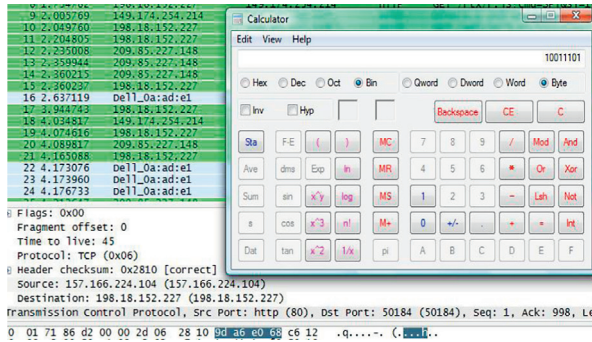 9 2.005769 149.174.254.214
10 2.049760 198.18.152.227
11 2.204805 198.18.152.227
12 2.235008 209.85.227.148
13 2.359944 209.85.227.148
14 2.360215 209.85.227.148
15 2.360237 198.18.152.227
16 2.637119 Dell_0a:ad:e1
17 3.944743 198.18.152.227
18 4.034817 149.174.254.214
19 4.074616 198.18.152.227
20 4.089817 209.85.227.148
21 4.165088 198.18.152.227
22 4.173076 Dell_0a:ad:e1
23 4.173960 Dell_0a:ad:e1
24 4.176733 Dell_0a:ad:e1
Flags: 0x00
Fragment offset: 0
Time to live: 45
Protocol: TCP (0x06)
Header checksum: 0x2810 [correct]
Source: 157.166.224.104 (157.166.224.104)
Destination: 198.18.152.227 (198.18.152.227)
Transmission Control Protocol, Src Port: http (80), Dst Port: 50184 (50184), Seq: 1, Ack: 998, Le
0 01 71 86 d2 00 00 2d 06 28 10 9d a6 e0 68 c6 12 .q....-. (....h..
Calculator
Edit View Help
10011101
Hex Dec Oct Bin Qword Dword Word Byte
Inv Hyp Backspace CE C
Sta F-E ( ) MC 7 8 9 / Mod And
Ave dms Exp ln MR 4 5 6 * Or Xor
Sum sin x^y log MS 1 2 3 - Lsh Not
s cos x^3 n! M+ 0 +/- . + = Int
Dat tan x^2 1/x pi A B C D E F